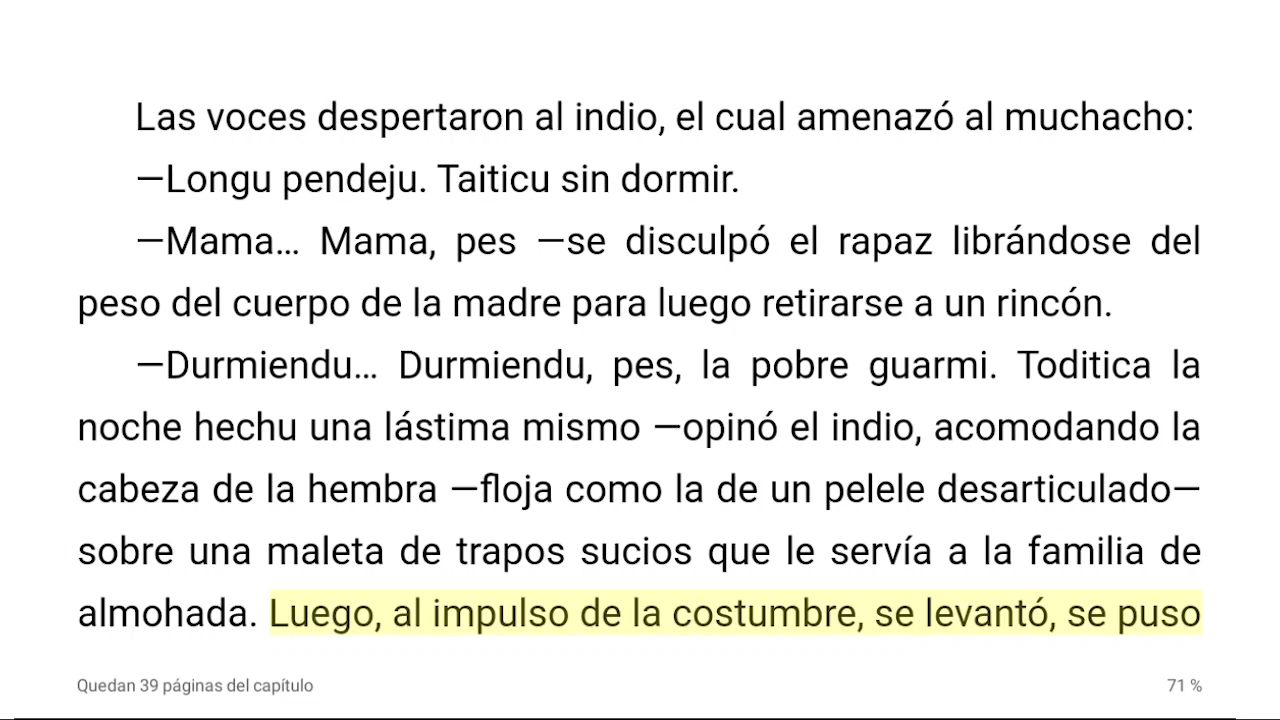 Las voces despertaron al indio, el cual amenazó al muchacho:
—Longu pendeju. Taiticu sin dormir.
—Mama… Mama, pes —se disculpó el rapaz librándose del
peso del cuerpo de la madre para luego retirarse a un rincón.
—Durmiendu… Durmiendu, pes, la pobre guarmi. Toditica la
noche hechu una lástima mismo —opinó el indio, acomodando la
cabeza de la hembra —floja como la de un pelele desarticulado—
sobre una maleta de trapos sucios que le servía a la familia de
almohada. Luego, al impulso de la costumbre, se levantó, se puso
Quedan 39 páginas del capítulo
71 %